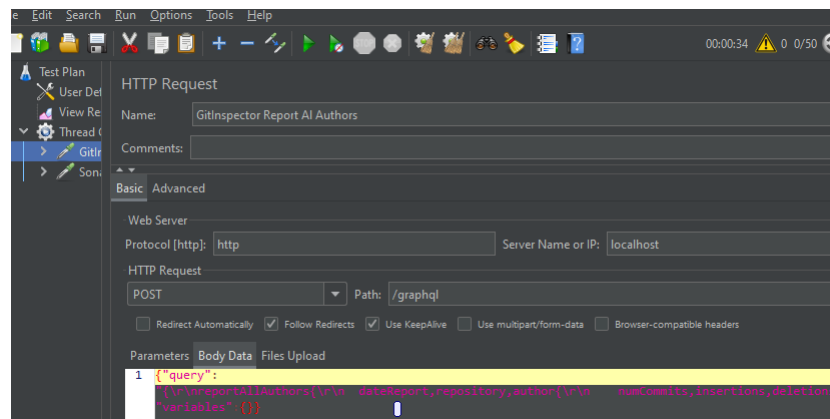 e Edit Search Run Options Tools Help
00:00:34 0 0/50
Test Plan
User Def
View Re
Thread (
GitIr
Sona
HTTP Request
Name: GitInspector Report AI Authors
Comments:
Basic Advanced
Web Server
Protocol [http]: http Server Name or IP: localhost
HTTP Request
POST Path: /graphql
Redirect Automatically Follow Redirects Use KeepAlive Use multipart/form-data Browser-compatible headers
Parameters Body Data Files Upload
1 {"query":
"{\r\nreportAllAuthors{\r\n dateReport,repository,author{\r\n numCommits,insertions,deletion
"variables":{}}